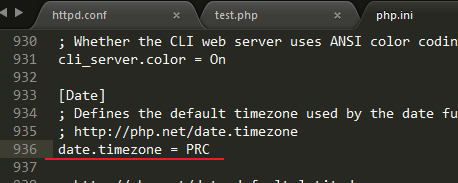 httpd.conf × test.php × php.ini
930 ; Whether the CLI web server uses ANSI color codin
931 cli_server.color = On
932
933 [Date]
934 ; Defines the default timezone used by the date fu
935 ; http://php.net/date.timezone
936 date.timezone = PRC
937